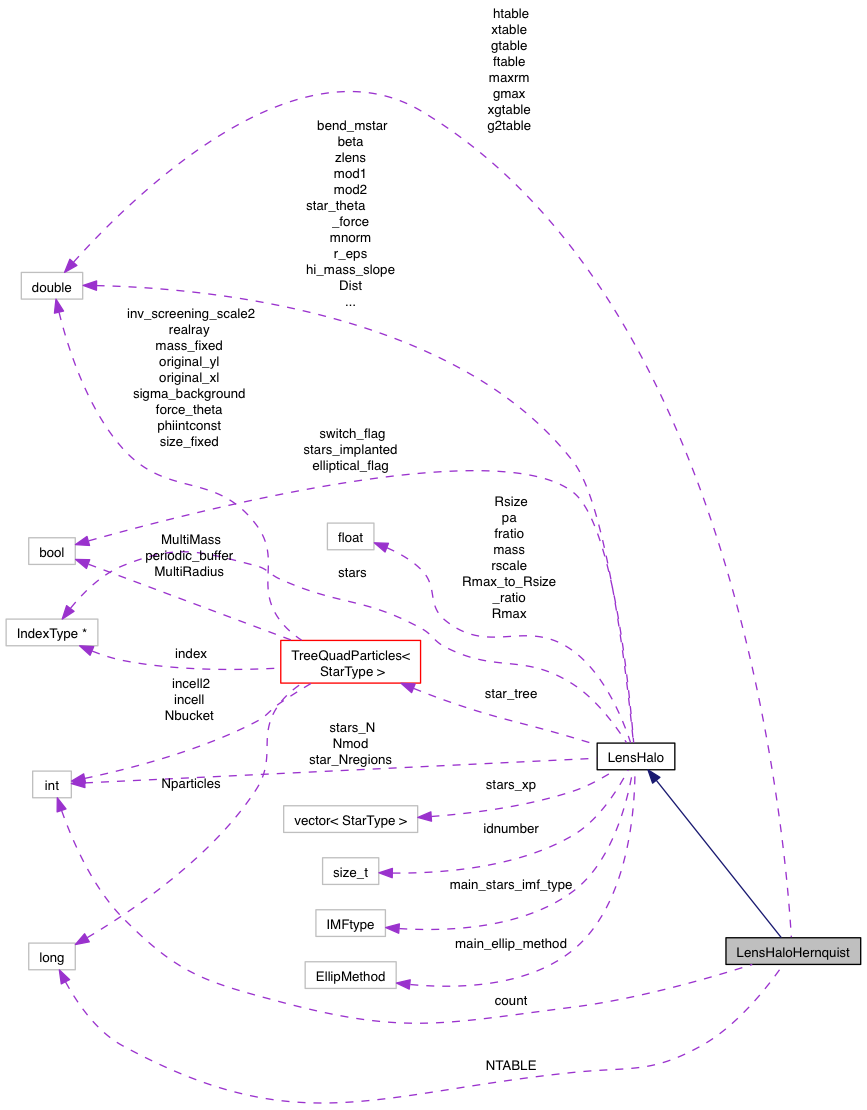 htable
xtable
gtable
ftable
maxrm
gmax
xgtable
g2table
bend_mstar
beta
zlens
mod1
mod2
star_theta
_force
mnorm
r_eps
hi_mass_slope
Dist
...
double
inv_screening_scale2
realray
mass_fixed
original_yl
original_xl
sigma_background
force_theta
phiintconst
size_fixed
switch_flag
stars_implanted
elliptical_flag
Rsize
pa
fratio
mass
rscale
Rmax_to_Rsize
_ratio
Rmax
float
bool
MultiMass
periodic_buffer
MultiRadius
stars
IndexType *
index
TreeQuadParticles<
StarType >
incell2
incell
Nbucket
star_tree
stars_N
Nmod
star_Nregions
LensHalo
int
Nparticles
stars_xp
vector< StarType >
idnumber
size_t
main_stars_imf_type
IMFtype
main_ellip_method
long
EllipMethod
LensHaloHernquist
count
NTABLE